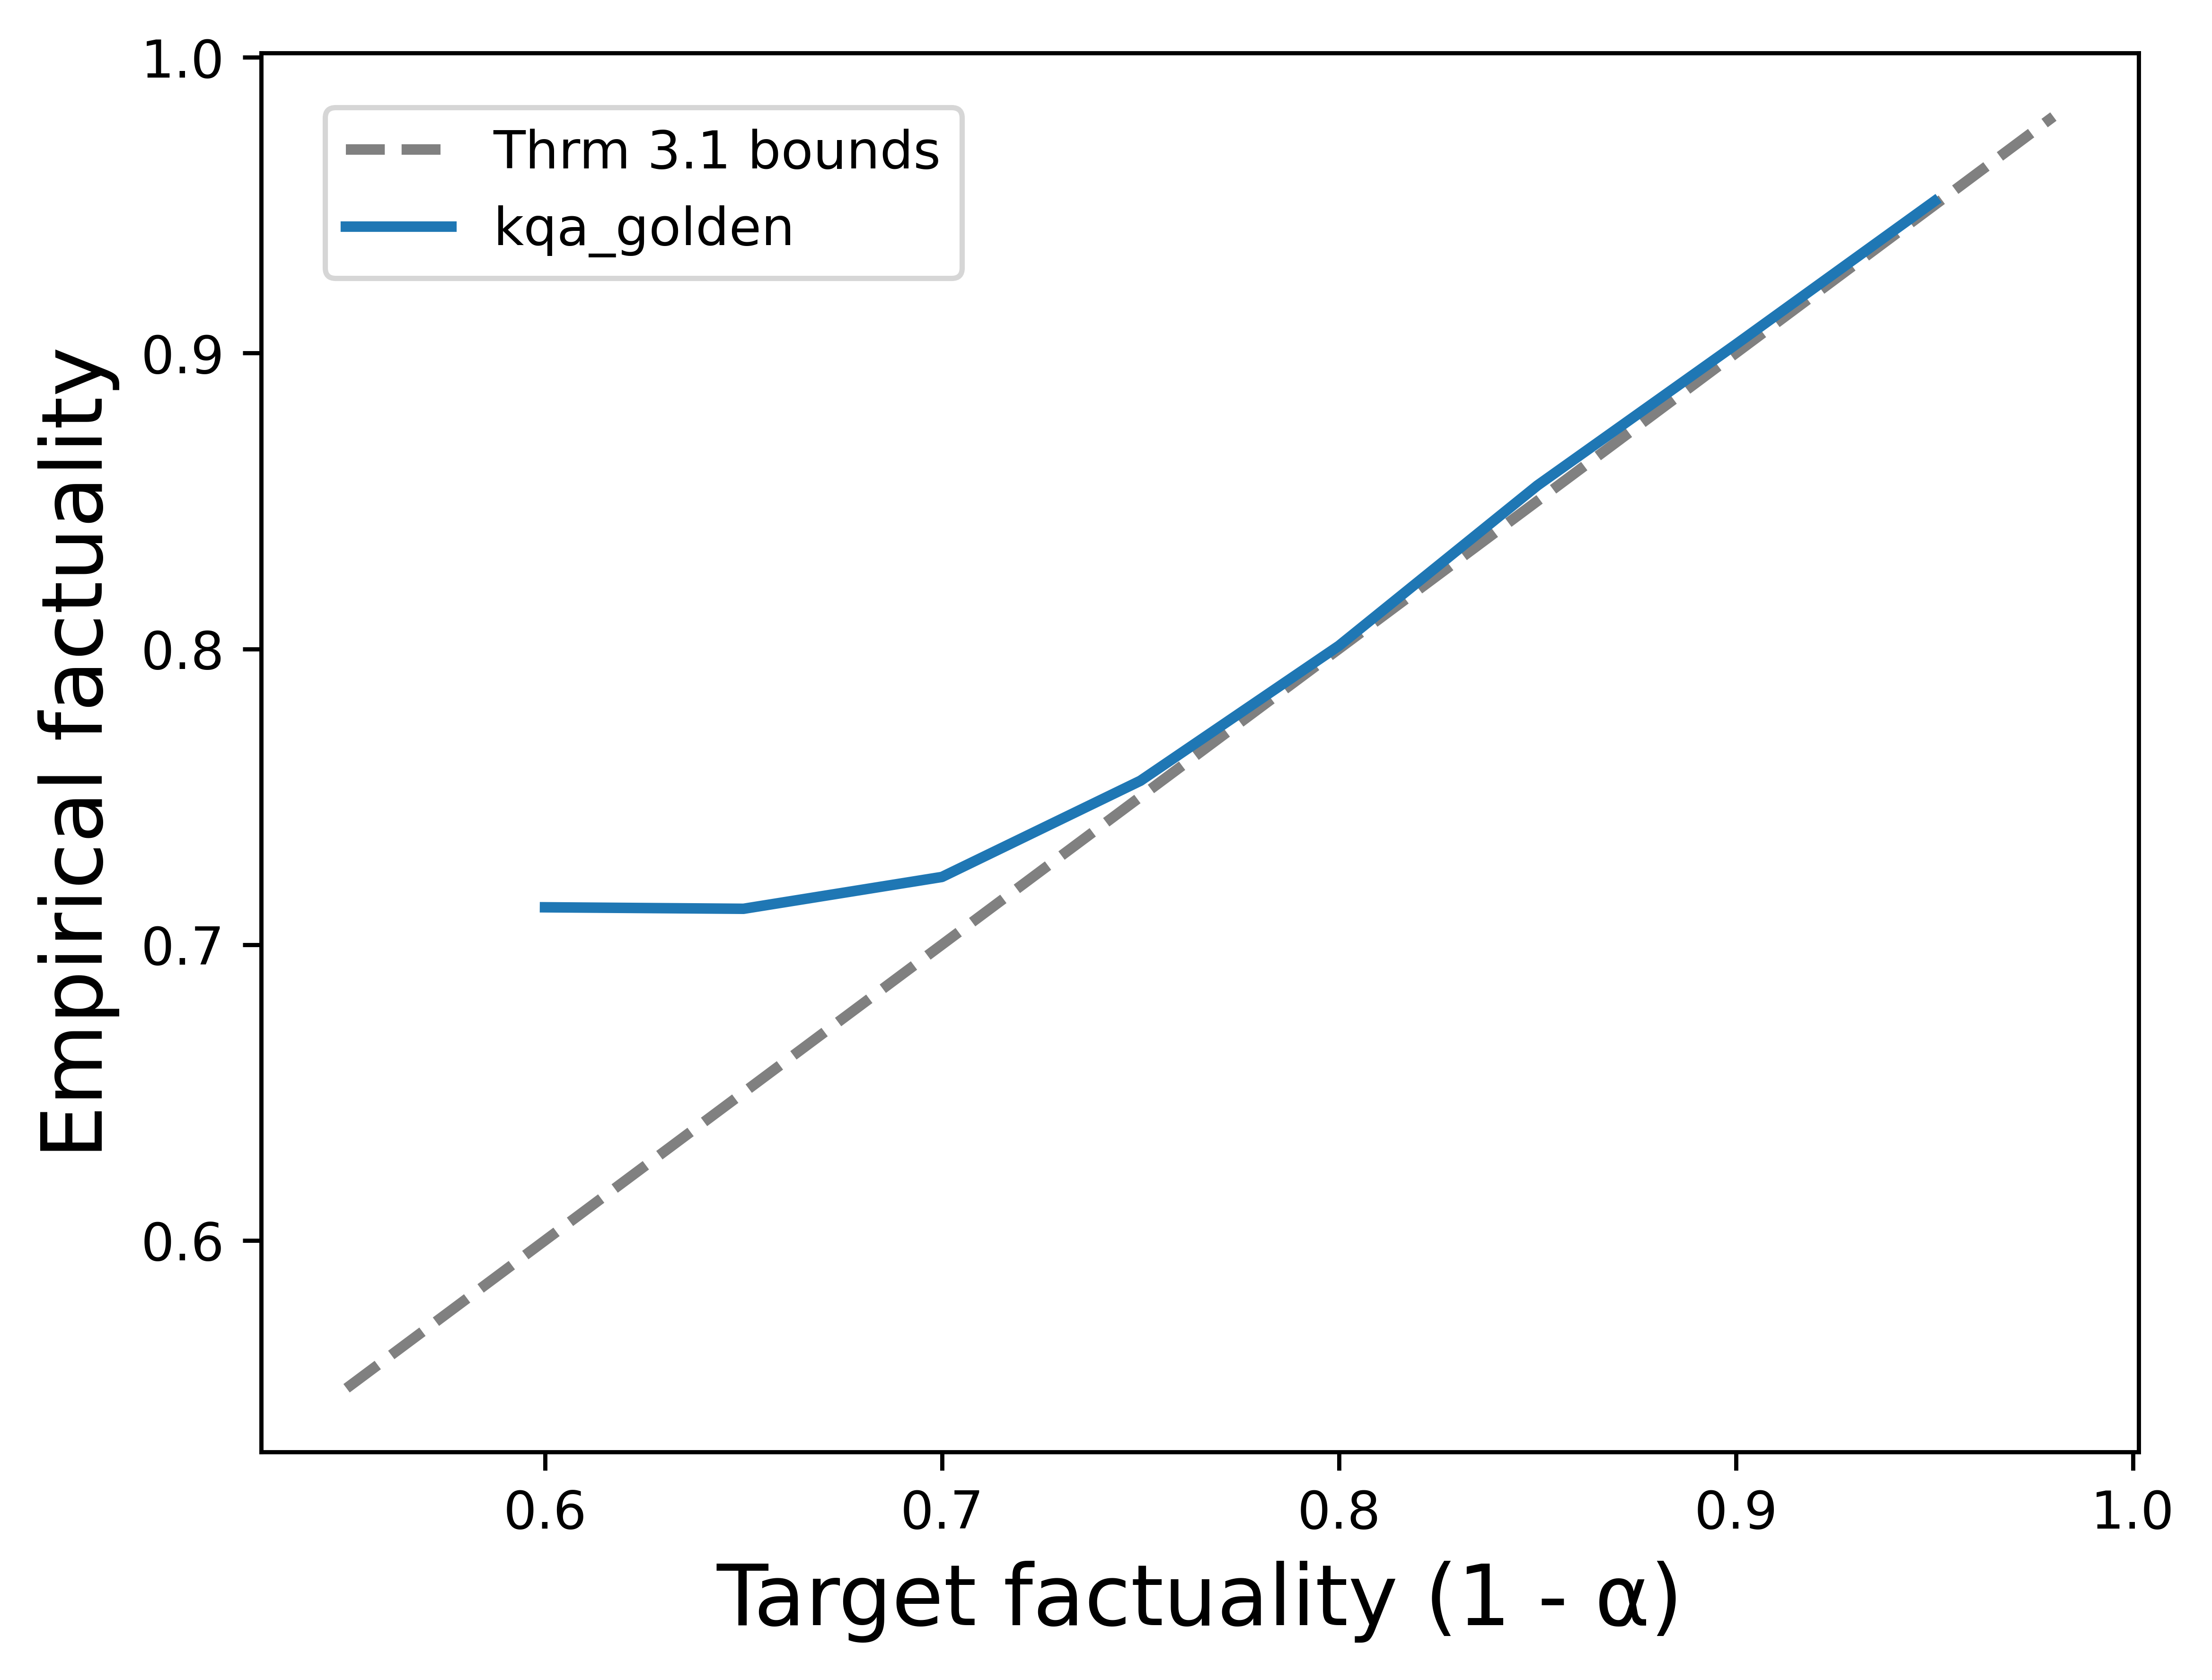 1.0
0.9
0.8
0.7
0.6
Empirical factuality
Thrm 3.1 bounds
kqa_golden
0.6 0.7 0.8 0.9 1.0
Target factuality (1 - α)